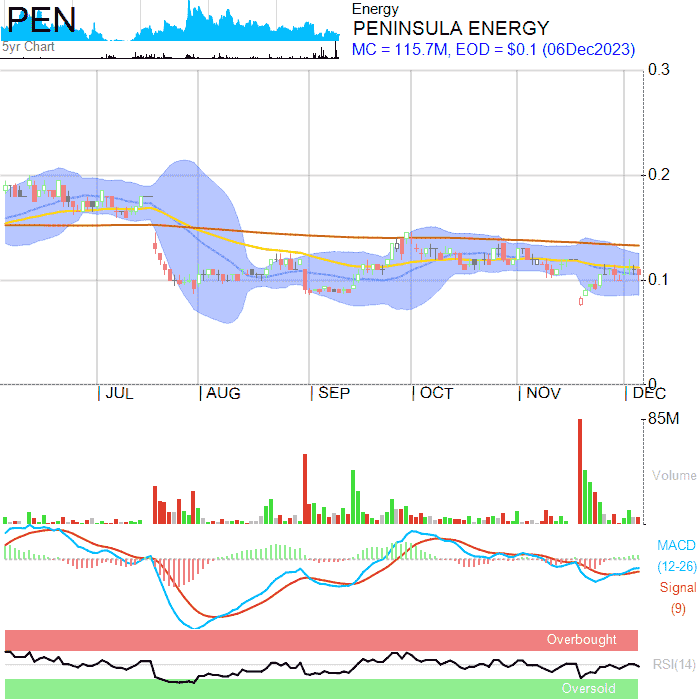 PEN
5yr Chart
Energy
PENINSULA ENERGY
MC = 115.7M, EOD = $0.1 (06Dec2023)
0.3
0.2
0.1
0
JUL
AUG
SEP
OCT
NOV
DEC
85M
Volume
MACD
(12-26)
Signal
(9)
Overbought
RSI(14)
Oversold